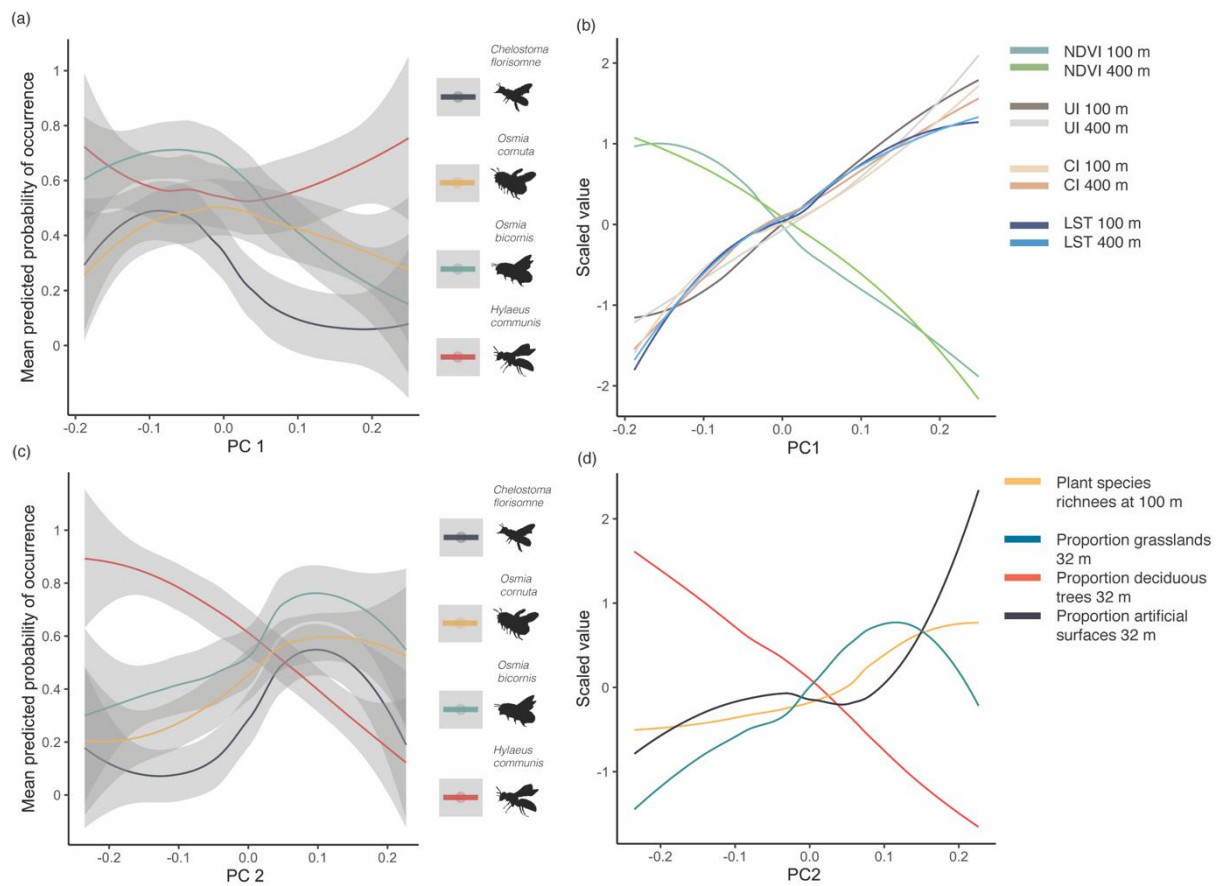 (a)
Mean predicted probability of occurrence
1
0.8
0.6
0.4
0.2
0
-0.2
-0.1
0.0
0.1
0.2
PC 1
Chelostoma
florisomne
Osmia
cornuta
Osmia
bicornis
Hylaeus
communis
(b)
Scaled value
2
1
0
-1
-2
-0.2
-0.1
0.0
0.1
0.2
PC1
NDVI 100 m
NDVI 400 m
UI 100 m
UI 400 m
CI 100 m
CI 400 m
LST 100 m
LST 400 m
(c)
Mean predicted probability of occurrence
1
0.8
0.6
0.4
0.2
0
-0.2
-0.1
0.0
0.1
0.2
PC 2
Chelostoma
florisomne
Osmia
cornuta
Osmia
bicornis
Hylaeus
communis
(d)
Scaled value
2
1
0
-1
-0.2
-0.1
0.0
0.1
0.2
PC2
Plant species
richnees at 100 m
Proportion grasslands
32 m
Proportion deciduous
trees 32 m
Proportion artificial
surfaces 32 m